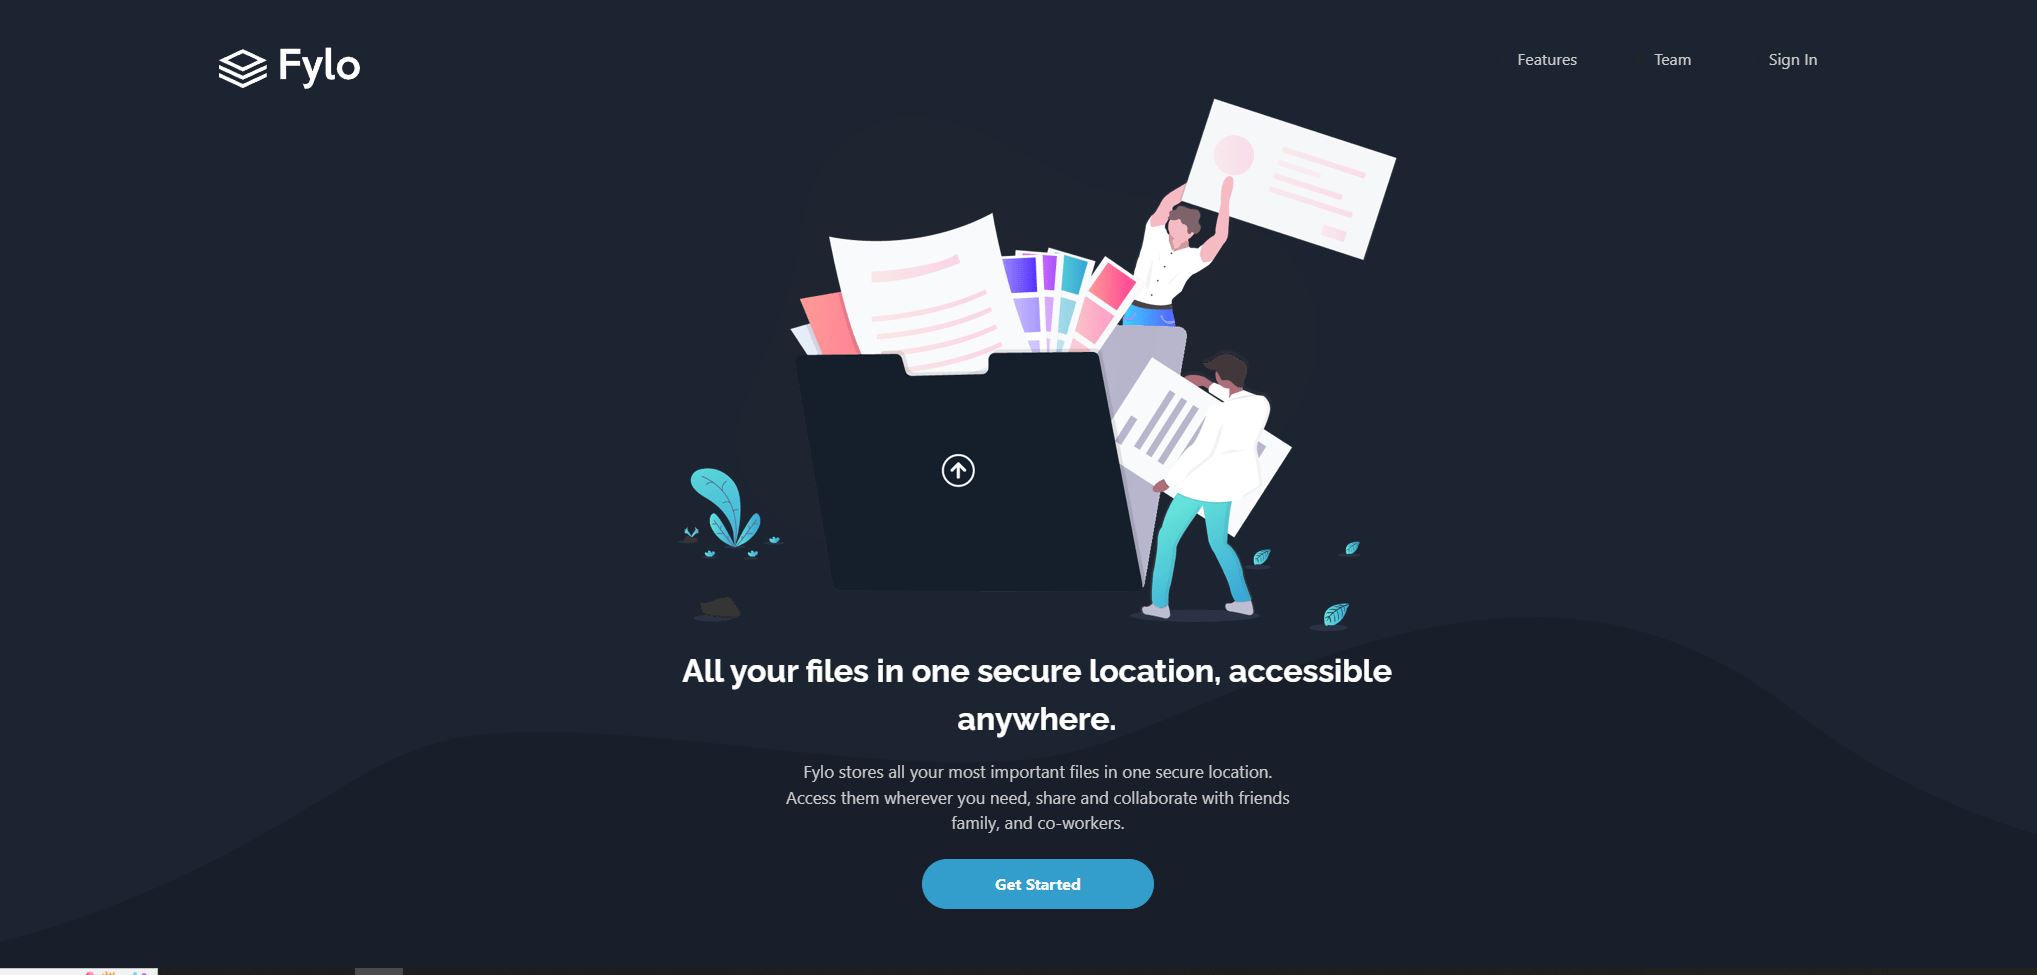 Fylo
Features
Team
Sign In
All your files in one secure location, accessible
anywhere.
Fylo stores all your most important files in one secure location.
Access them wherever you need, share and collaborate with friends
family, and co-workers.
Get Started